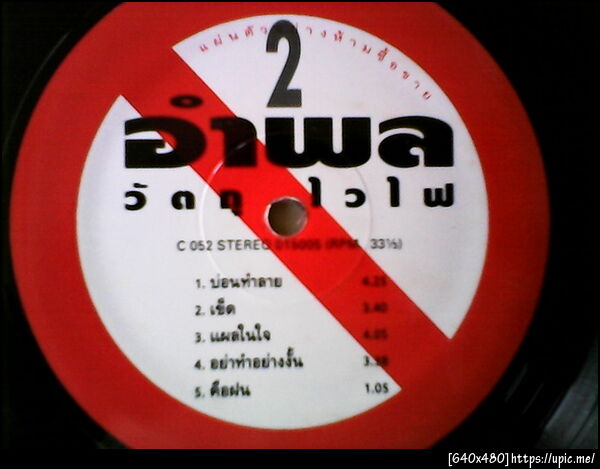 แผ่นตัวอย่างห้ามซื้อขาย
2
อำพล
วัตถุไวไฟ
C 052 STEREO 015005 (RPM. 33⅓)
1. บ่อนทำลาย 4.25
2. เข็ด 3.40
3. แผลในใจ 4.05
4. อย่าทำอย่างงั้น 3.38
5. คือฝน 1.05
[640x480]https://upic.me/